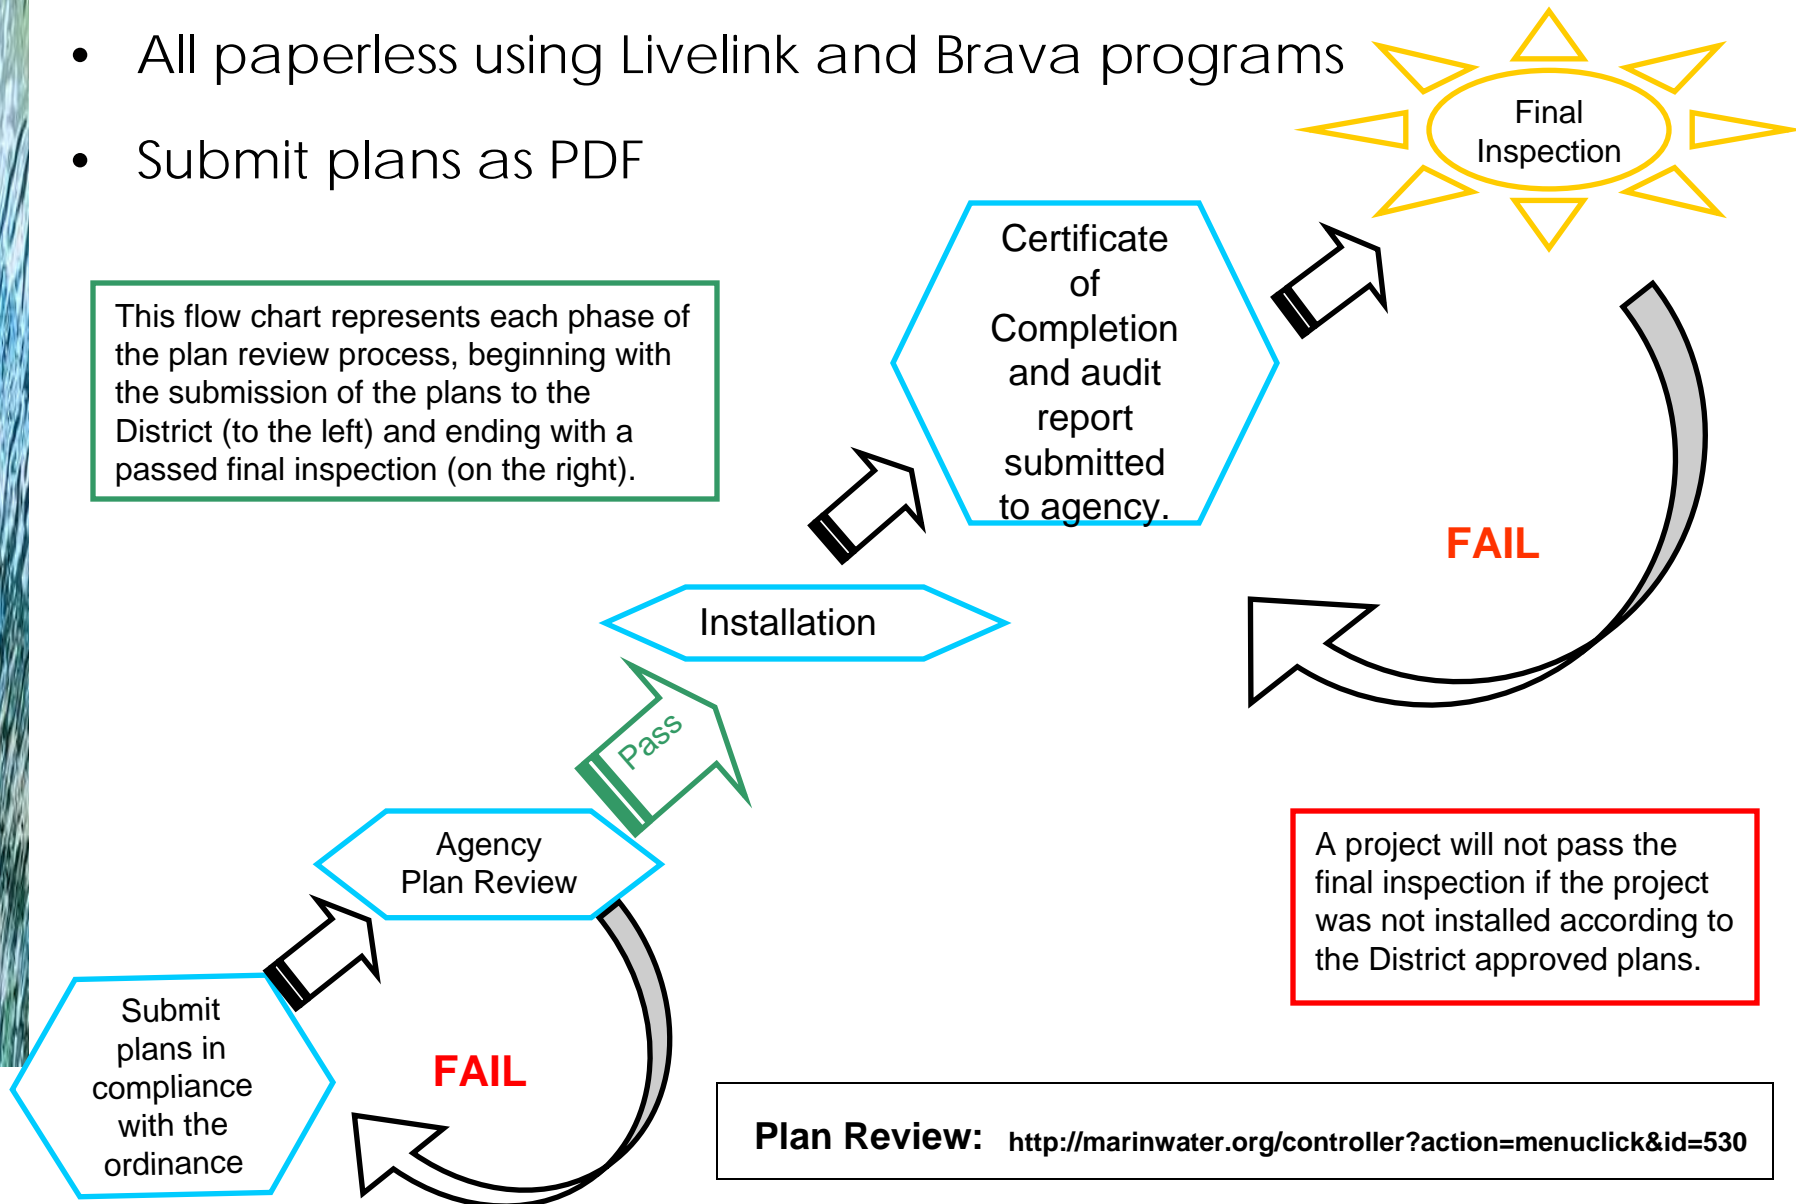 • All paperless using Livelink and Brava programs
• Submit plans as PDF
Final
Inspection
Certificate
of
Completion
and audit
report
submitted
to agency.
This flow chart represents each phase of
the plan review process, beginning with
the submission of the plans to the
District (to the left) and ending with a
passed final inspection (on the right).
FAIL
Installation
Pass
Agency
Plan Review
A project will not pass the
final inspection if the project
was not installed according to
the District approved plans.
Submit
plans in
compliance
with the
ordinance
FAIL
Plan Review: http://marinwater.org/controller?action=menuclick&id=530